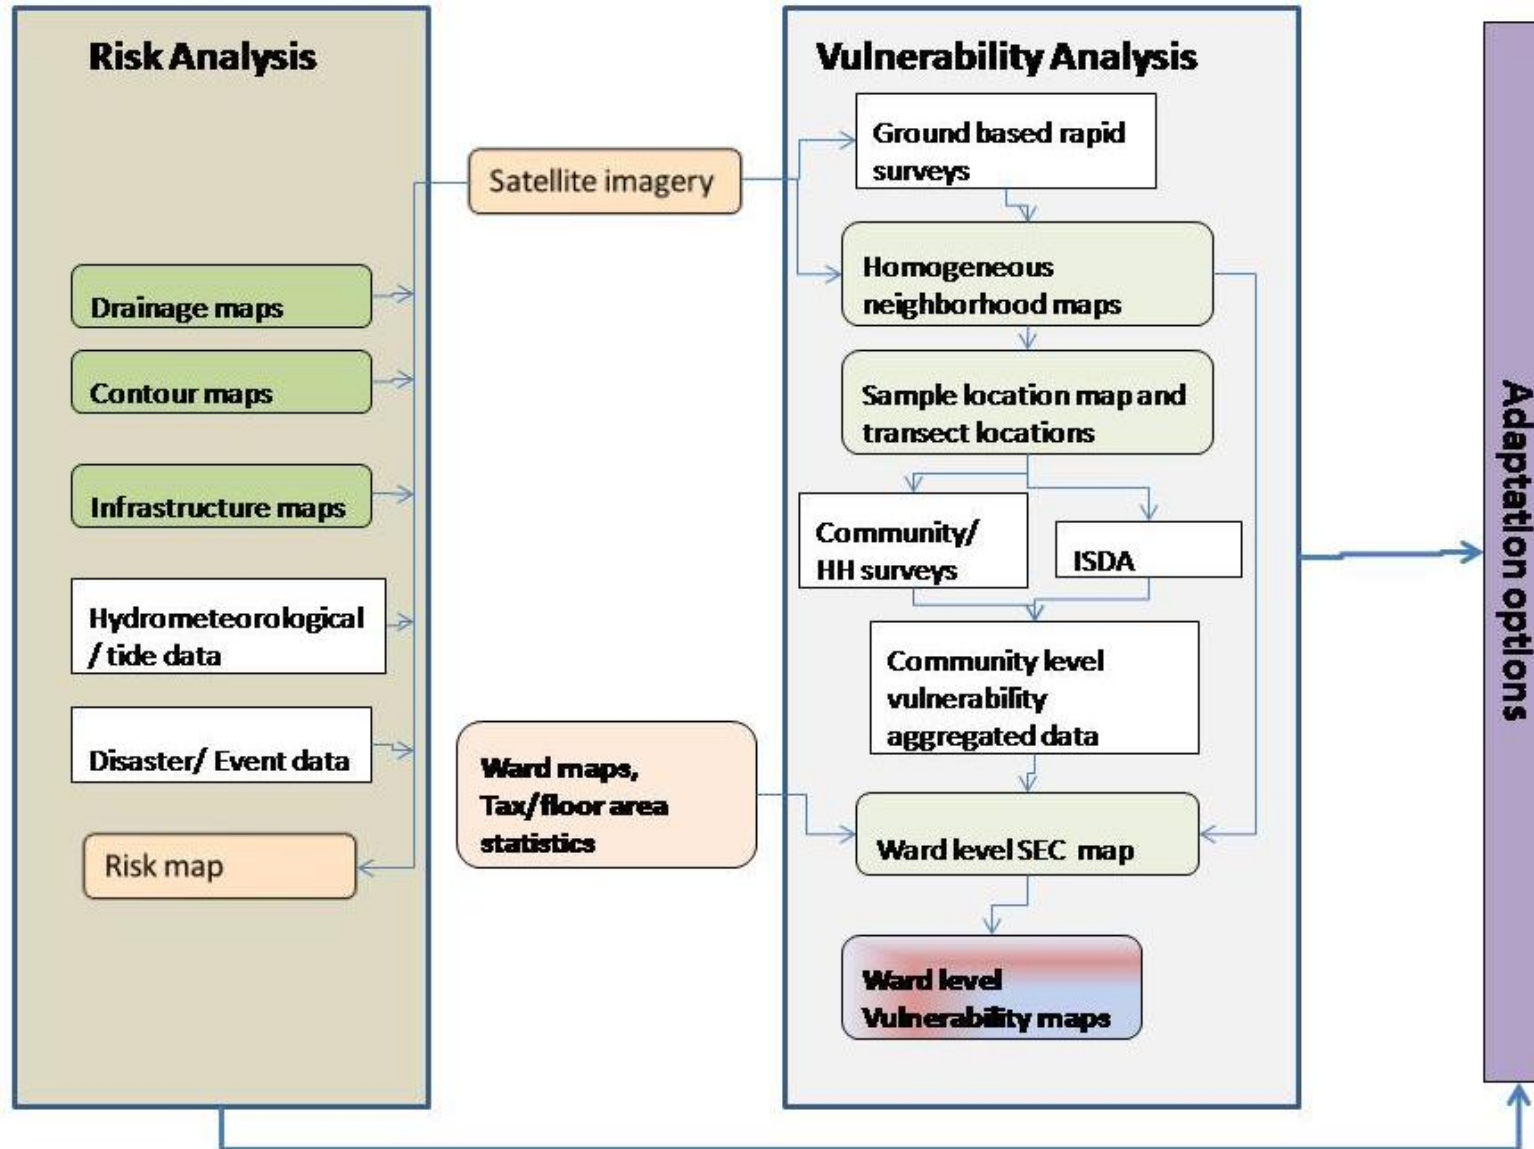 Risk Analysis
Drainage maps
Contour maps
Infrastructure maps
Hydrometeorological
/ tide data
Disaster/ Event data
Risk map
Satellite imagery
Ward maps,
Tax/floor area
statistics
Vulnerability Analysis
Ground based rapid
surveys
Homogeneous
neighborhood maps
Sample location map and
transect locations
Community/
HH surveys
ISDA
Community level
vulnerability
aggregated data
Ward level SEC map
Ward level
Vulnerability maps
Adaptation options